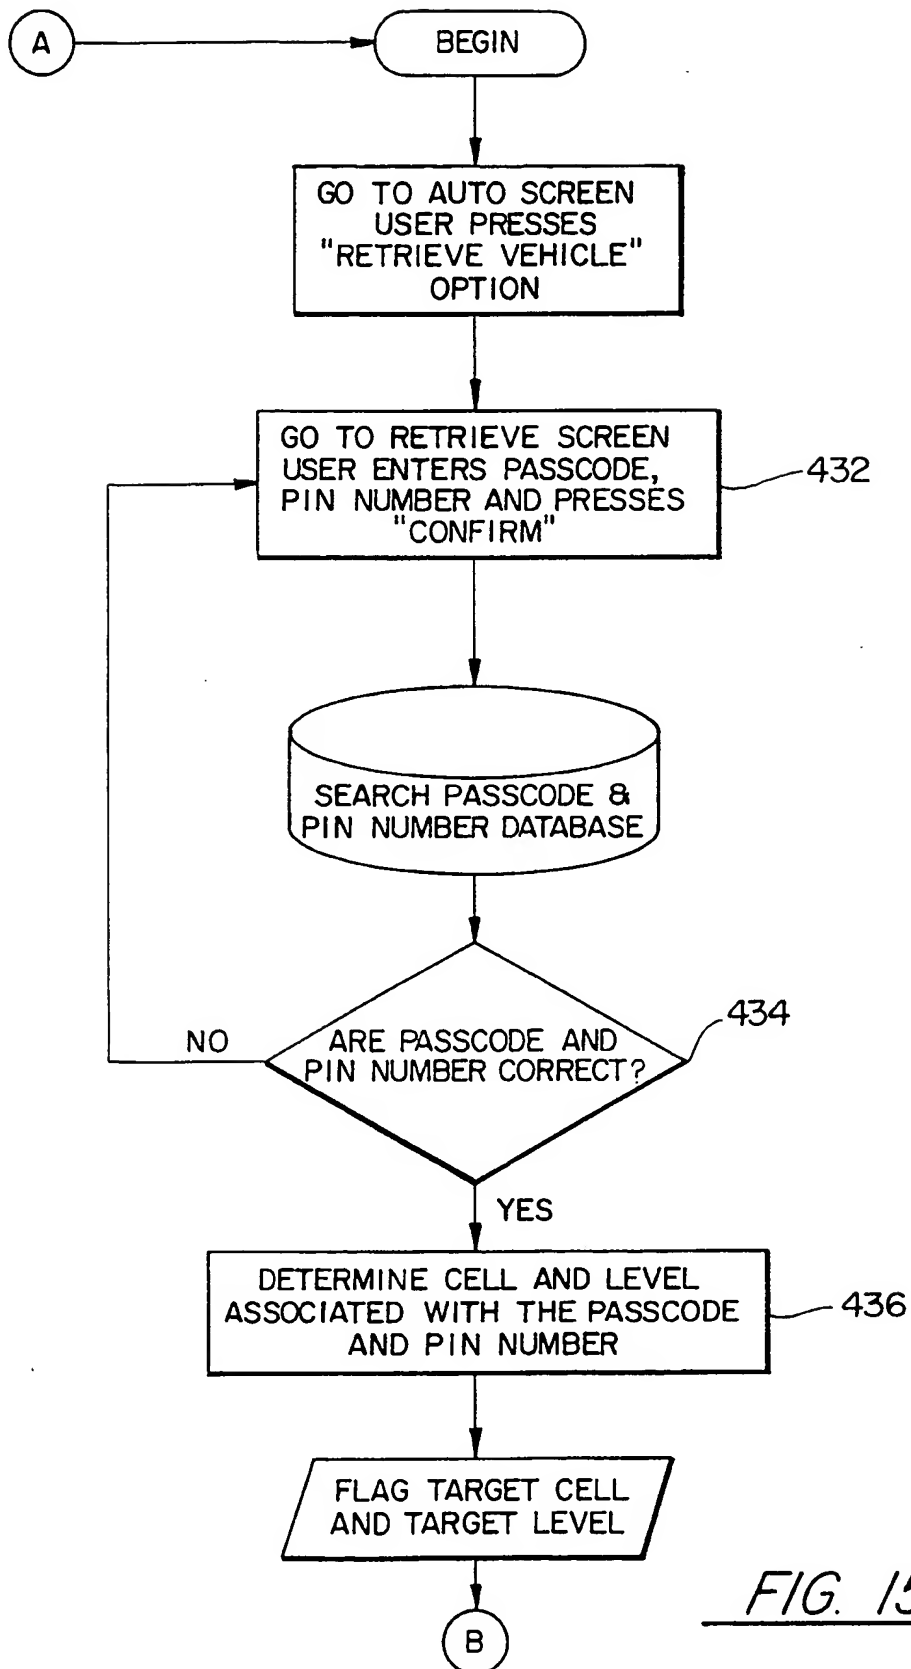 A
BEGIN
GO TO AUTO SCREEN
USER PRESSES
"RETRIEVE VEHICLE"
OPTION
GO TO RETRIEVE SCREEN
USER ENTERS PASSCODE,
PIN NUMBER AND PRESSES
"CONFIRM"
432
SEARCH PASSCODE &
PIN NUMBER DATABASE
ARE PASSCODE AND
PIN NUMBER CORRECT?
434
NO
YES
DETERMINE CELL AND LEVEL
ASSOCIATED WITH THE PASSCODE
AND PIN NUMBER
436
FLAG TARGET CELL
AND TARGET LEVEL
B
FIG. 15